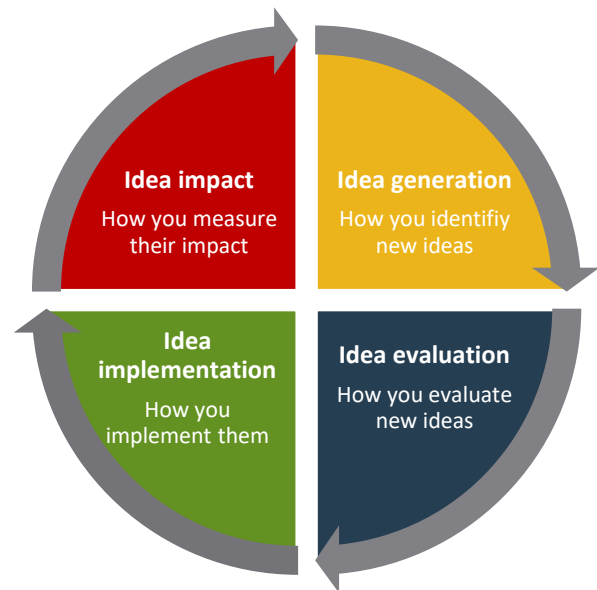 Idea impact
How you measure
their impact
Idea generation
How you identifiy
new ideas
Idea
implementation
How you
implement them
Idea evaluation
How you evaluate
new ideas